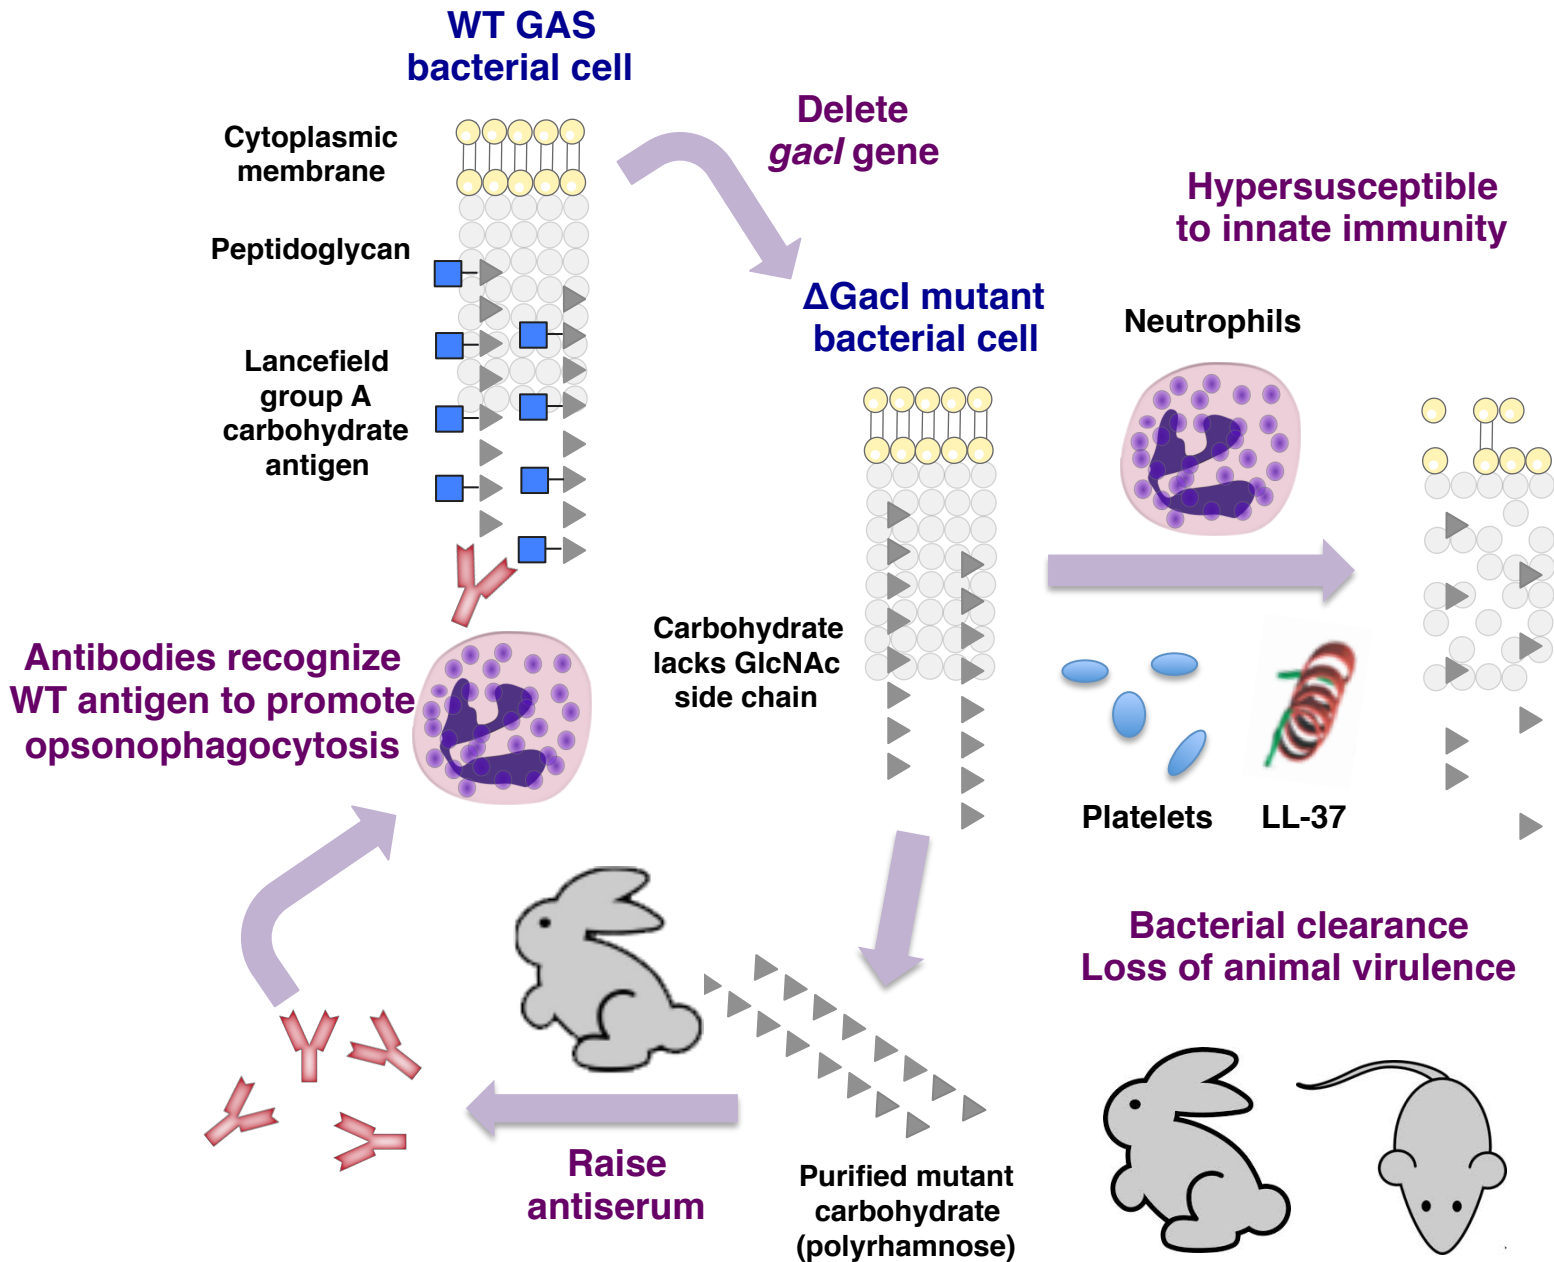 WT GAS
bacterial cell
Cytoplasmic
membrane
Peptidoglycan
Lancefield
group A
carbohydrate
antigen
Delete
gacI gene
ΔGacI mutant
bacterial cell
Hypersusceptible
to innate immunity
Neutrophils
Carbohydrate
lacks GlcNAc
side chain
Platelets
LL-37
Antibodies recognize
WT antigen to promote
opsonophagocytosis
Bacterial clearance
Loss of animal virulence
Raise
antiserum
Purified mutant
carbohydrate
(polyrhamnose)